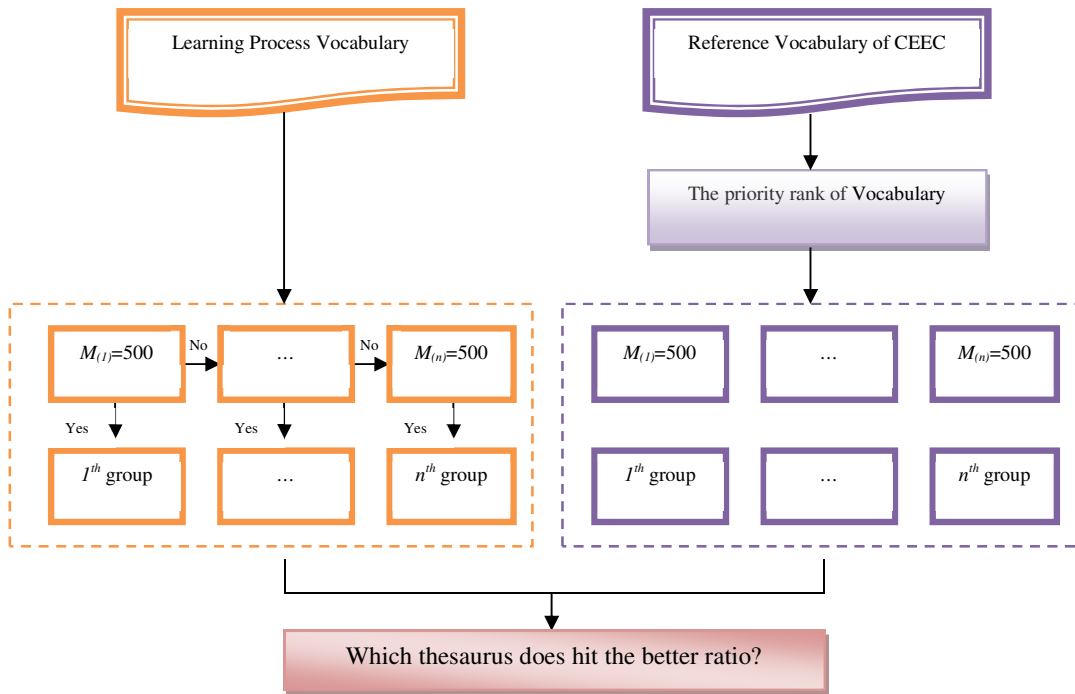 Learning Process Vocabulary
Reference Vocabulary of CEEC
The priority rank of Vocabulary
M(1)=500
No
...
No
M(n)=500
Yes
Yes
Yes
1th group
...
nth group
M(1)=500
...
M(n)=500
1th group
...
nth group
Which thesaurus does hit the better ratio?